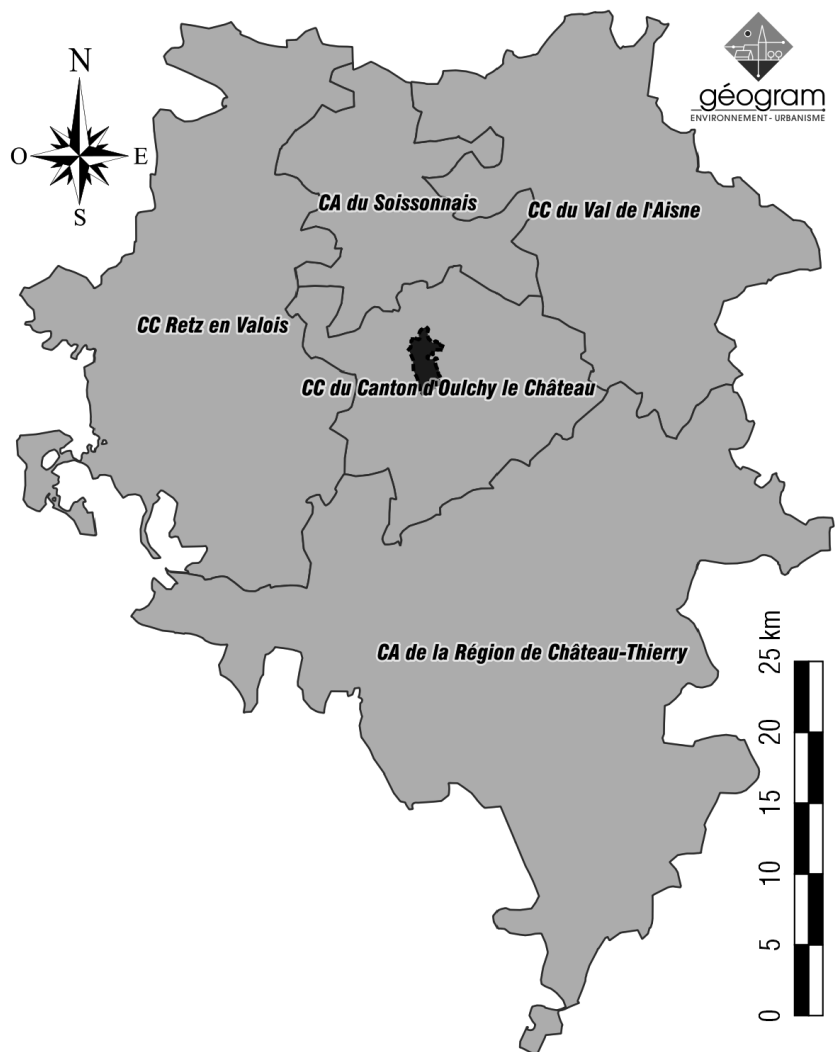 N
O
E
S
géogram
ENVIRONNEMENT - URBANISME
CA du Soissonnais
CC du Val de l'Aisne
CC Retz en Valois
CC du Canton d'Oulchy le Château
CA de la Région de Château-Thierry
25 km
20
15
10
5
0